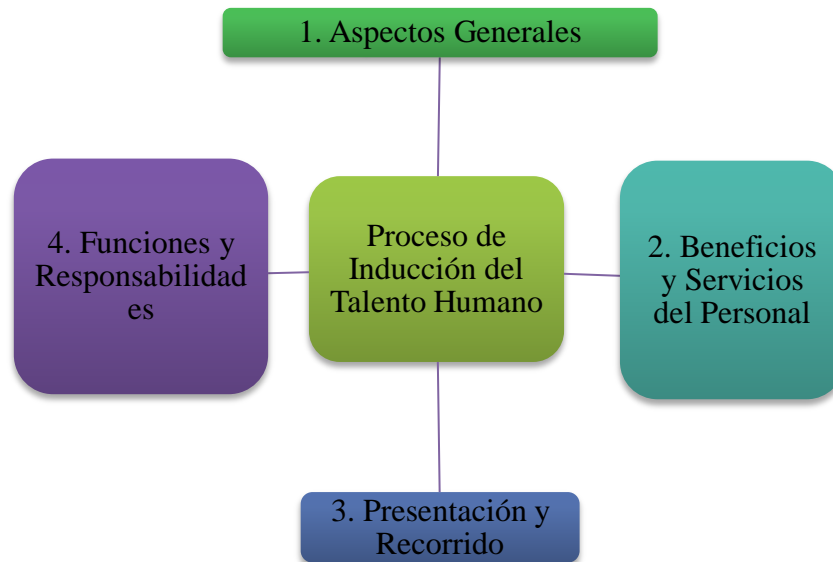 1. Aspectos Generales
4. Funciones y
Responsabilidad
es
Proceso de
Inducción del
Talento Humano
2. Beneficios
y Servicios
del Personal
3. Presentación y
Recorrido